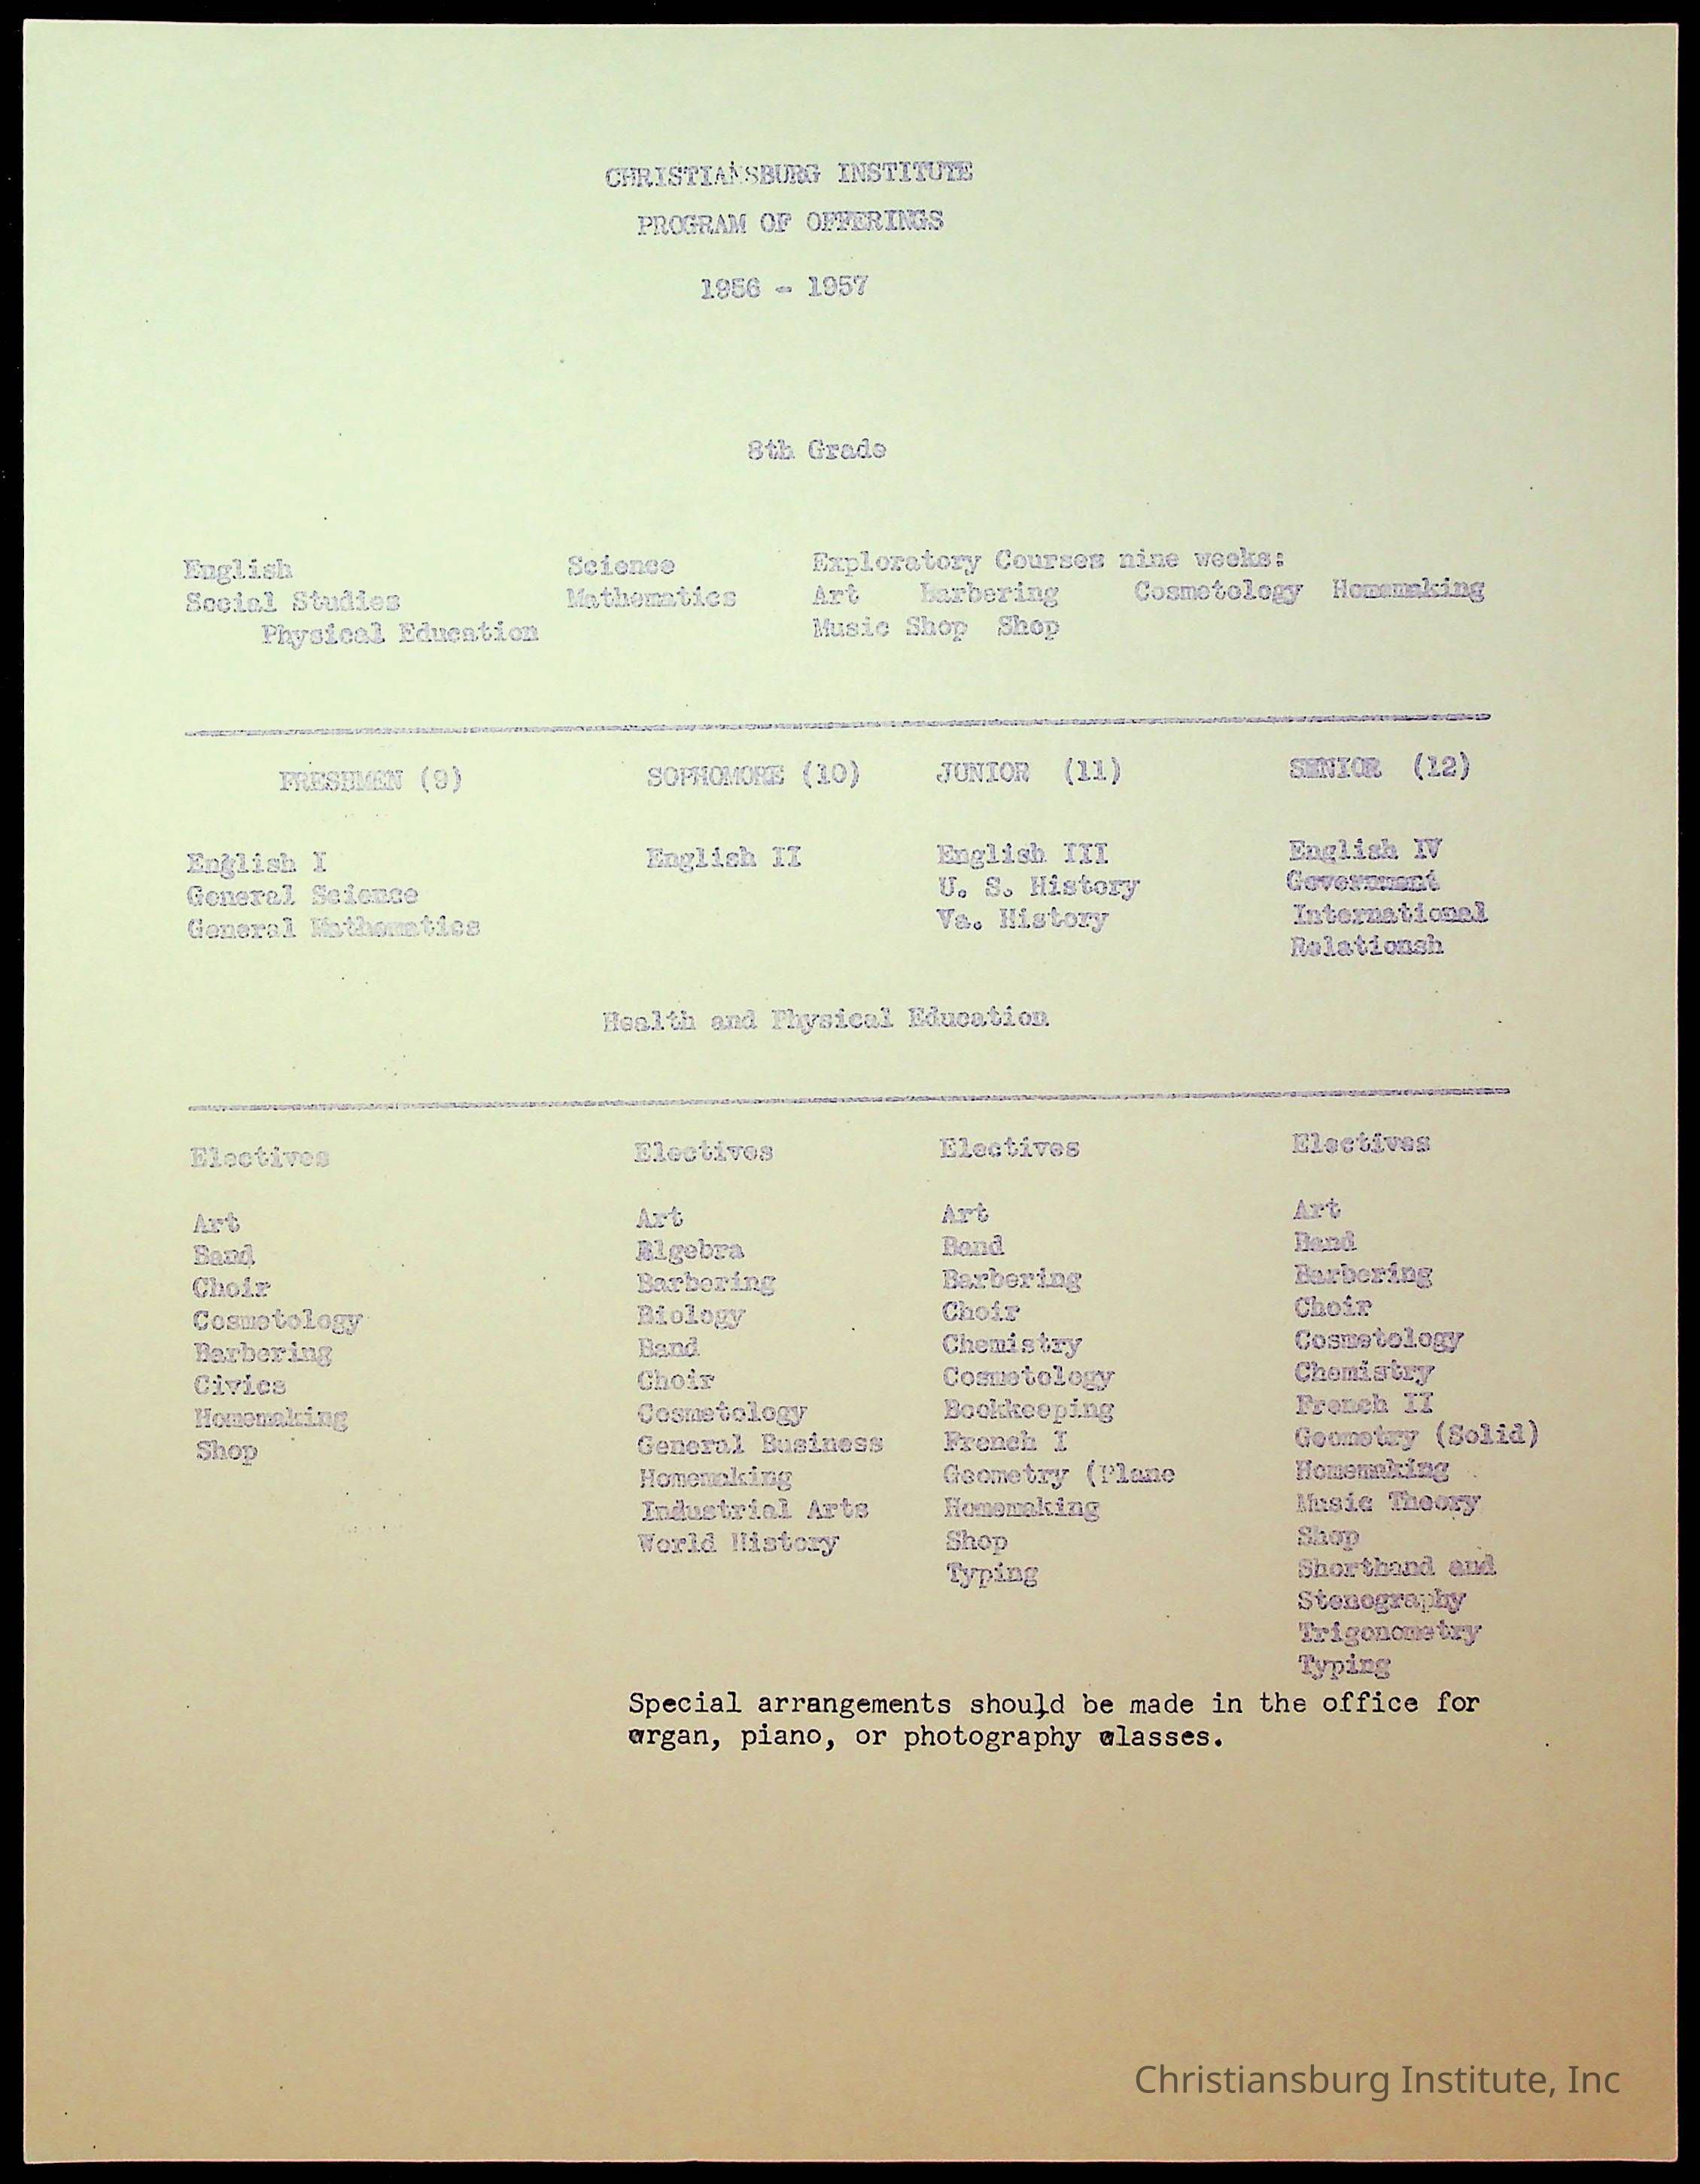 CHRISTIANSBURG INSTITUTE
PROGRAM OF OFFERINGS
1956 - 1957
8th Grade
English Science Exploratory Courses nine weeks:
Social Studies Mathematics Art Barbering Cosmetology Homemaking
Physical Education Music Shop Shop
FRESHMEN (9) SOPHOMORE (10) JUNIOR (11) SENIOR (12)
English I English II English III English IV
General Science U. S. History Government
General Mathematics Va. History International
Relationsh
Health and Physical Education
Electives Electives Electives Electives
Art Art Art Art
Band Algebra Band Band
Choir Barbering Barbering Barbering
Cosmetology Biology Choir Choir
Barbering Band Chemistry Cosmetology
Civics Choir Cosmetology Chemistry
Homemaking Cosmetology Bookkeeping French II
Shop General Business French I Geometry (Solid)
Homemaking Geometry (Plane Homemaking
Industrial Arts Homemaking Music Theory
World History Shop Shop
Typing Shorthand and
Stenography
Trigonometry
Typing
Special arrangements should be made in the office for
organ, piano, or photography classes.
Christiansburg Institute, Inc